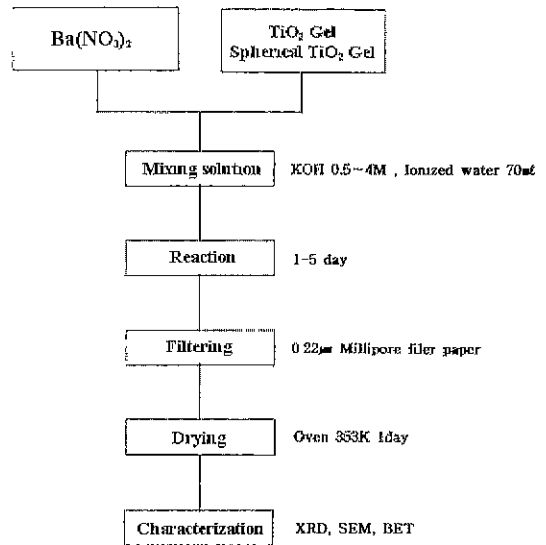 Ba(NO₃)₂
TiO₂ Gel
Spherical TiO₂ Gel
Mixing solution
KOH 0.5~4M , Ionized water 70㎖
Reaction
1-5 day
Filtering
0 22㎛ Millipore filer paper
Drying
Oven 353K 1day
Characterization
XRD, SEM, BET